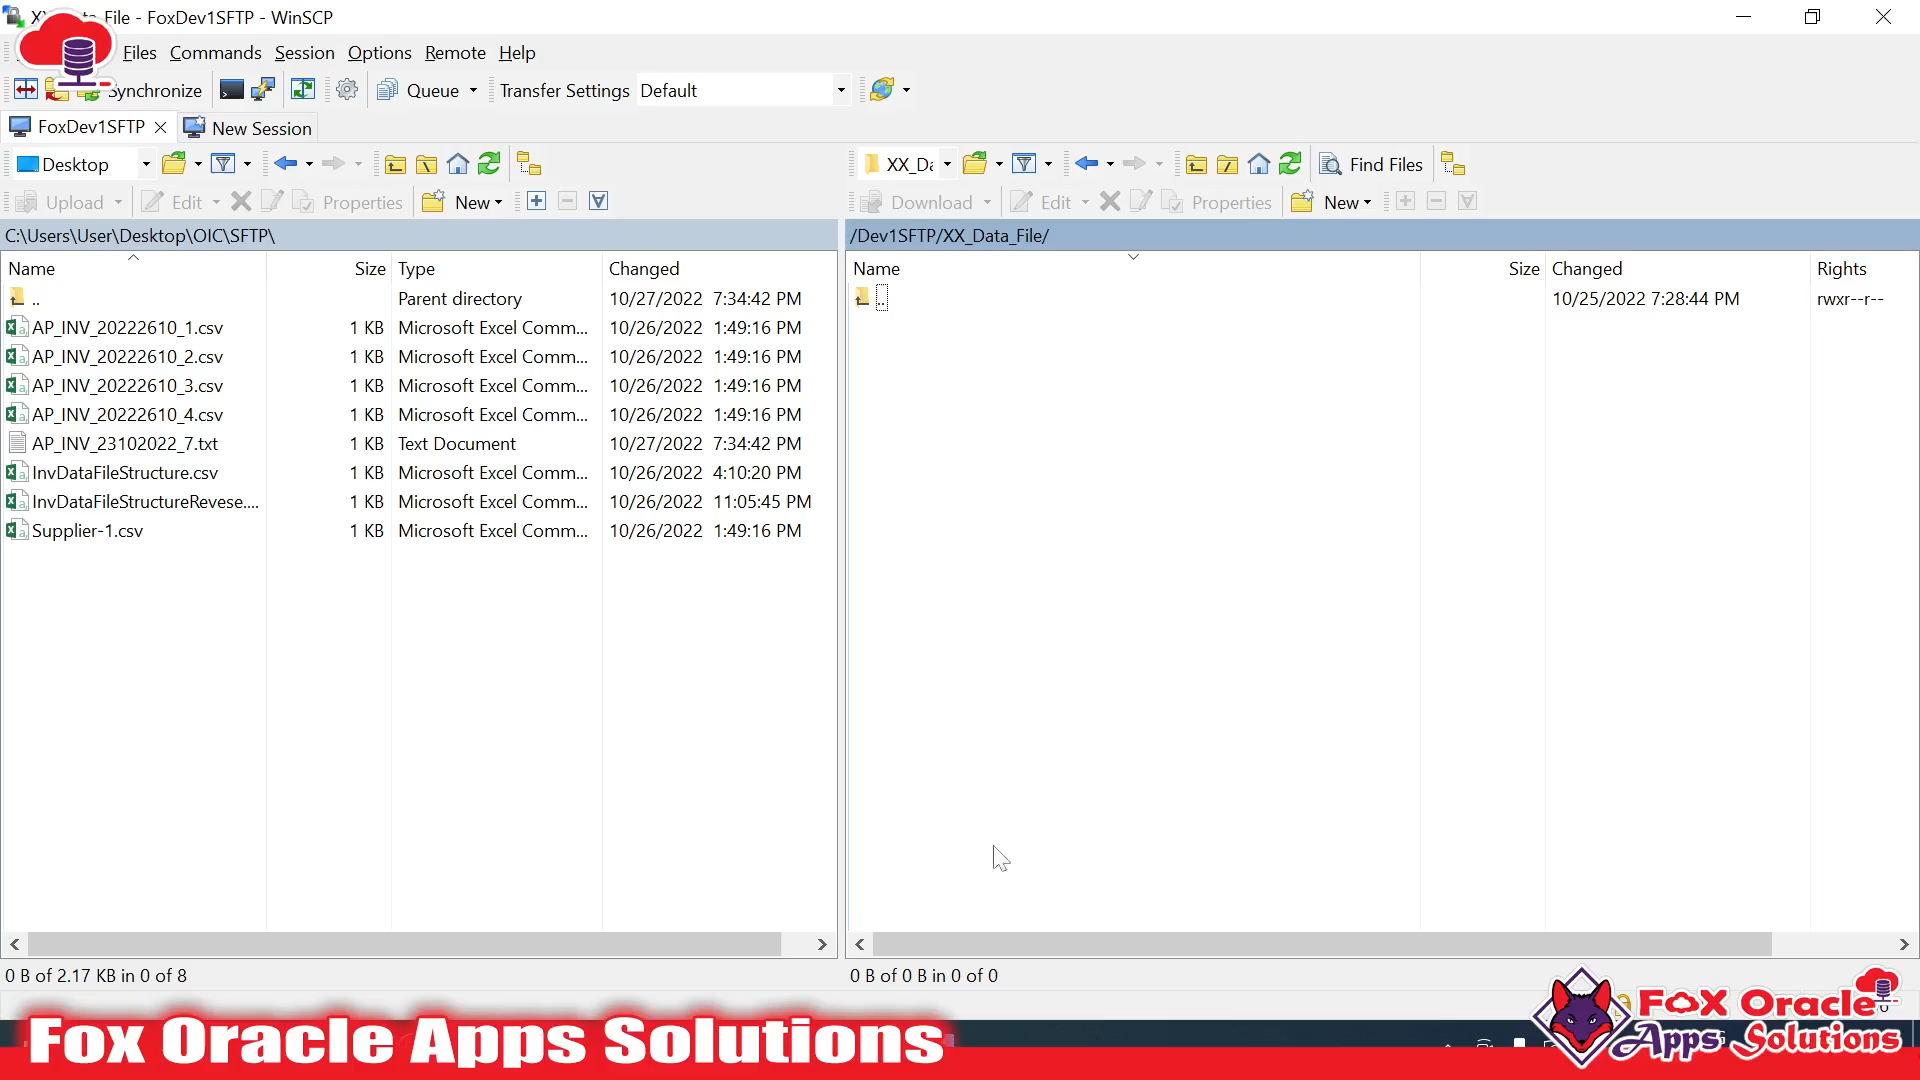 File - FoxDev1SFTP - WinSCP
Files Commands Session Options Remote Help
Synchronize Queue Transfer Settings Default
FoxDev1SFTP New Session
Desktop
Upload Edit Properties New
C:\Users\User\Desktop\OIC\SFTP\
Name Size Type Changed
.. Parent directory 10/27/2022 7:34:42 PM
AP_INV_20222610_1.csv 1 KB Microsoft Excel Comm... 10/26/2022 1:49:16 PM
AP_INV_20222610_2.csv 1 KB Microsoft Excel Comm... 10/26/2022 1:49:16 PM
AP_INV_20222610_3.csv 1 KB Microsoft Excel Comm... 10/26/2022 1:49:16 PM
AP_INV_20222610_4.csv 1 KB Microsoft Excel Comm... 10/26/2022 1:49:16 PM
AP_INV_23102022_7.txt 1 KB Text Document 10/27/2022 7:34:42 PM
InvDataFileStructure.csv 1 KB Microsoft Excel Comm... 10/26/2022 4:10:20 PM
InvDataFileStructureRevese.... 1 KB Microsoft Excel Comm... 10/26/2022 11:05:45 PM
Supplier-1.csv 1 KB Microsoft Excel Comm... 10/26/2022 1:49:16 PM
0 B of 2.17 KB in 0 of 8
XX_Da Find Files
Download Edit Properties New
/Dev1SFTP/XX_Data_File/
Name Size Changed Rights
.. 10/25/2022 7:28:44 PM rwxr--r--
0 B of 0 B in 0 of 0
Fox Oracle Apps Solutions
Fox Oracle
Apps Solutions